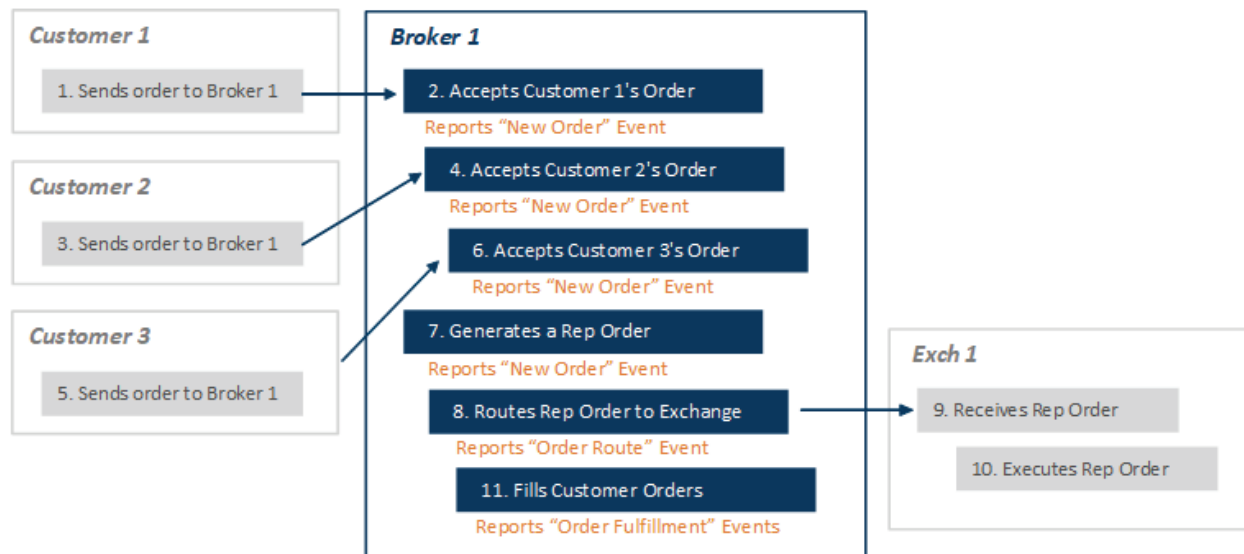 Customer 1
1. Sends order to Broker 1
Customer 2
3. Sends order to Broker 1
Customer 3
5. Sends order to Broker 1
Broker 1
2. Accepts Customer 1's Order
Reports “New Order” Event
4. Accepts Customer 2's Order
Reports “New Order” Event
6. Accepts Customer 3's Order
Reports “New Order” Event
7. Generates a Rep Order
Reports “New Order” Event
8. Routes Rep Order to Exchange
Reports “Order Route” Event
11. Fills Customer Orders
Reports “Order Fulfillment” Events
Exch 1
9. Receives Rep Order
10. Executes Rep Order